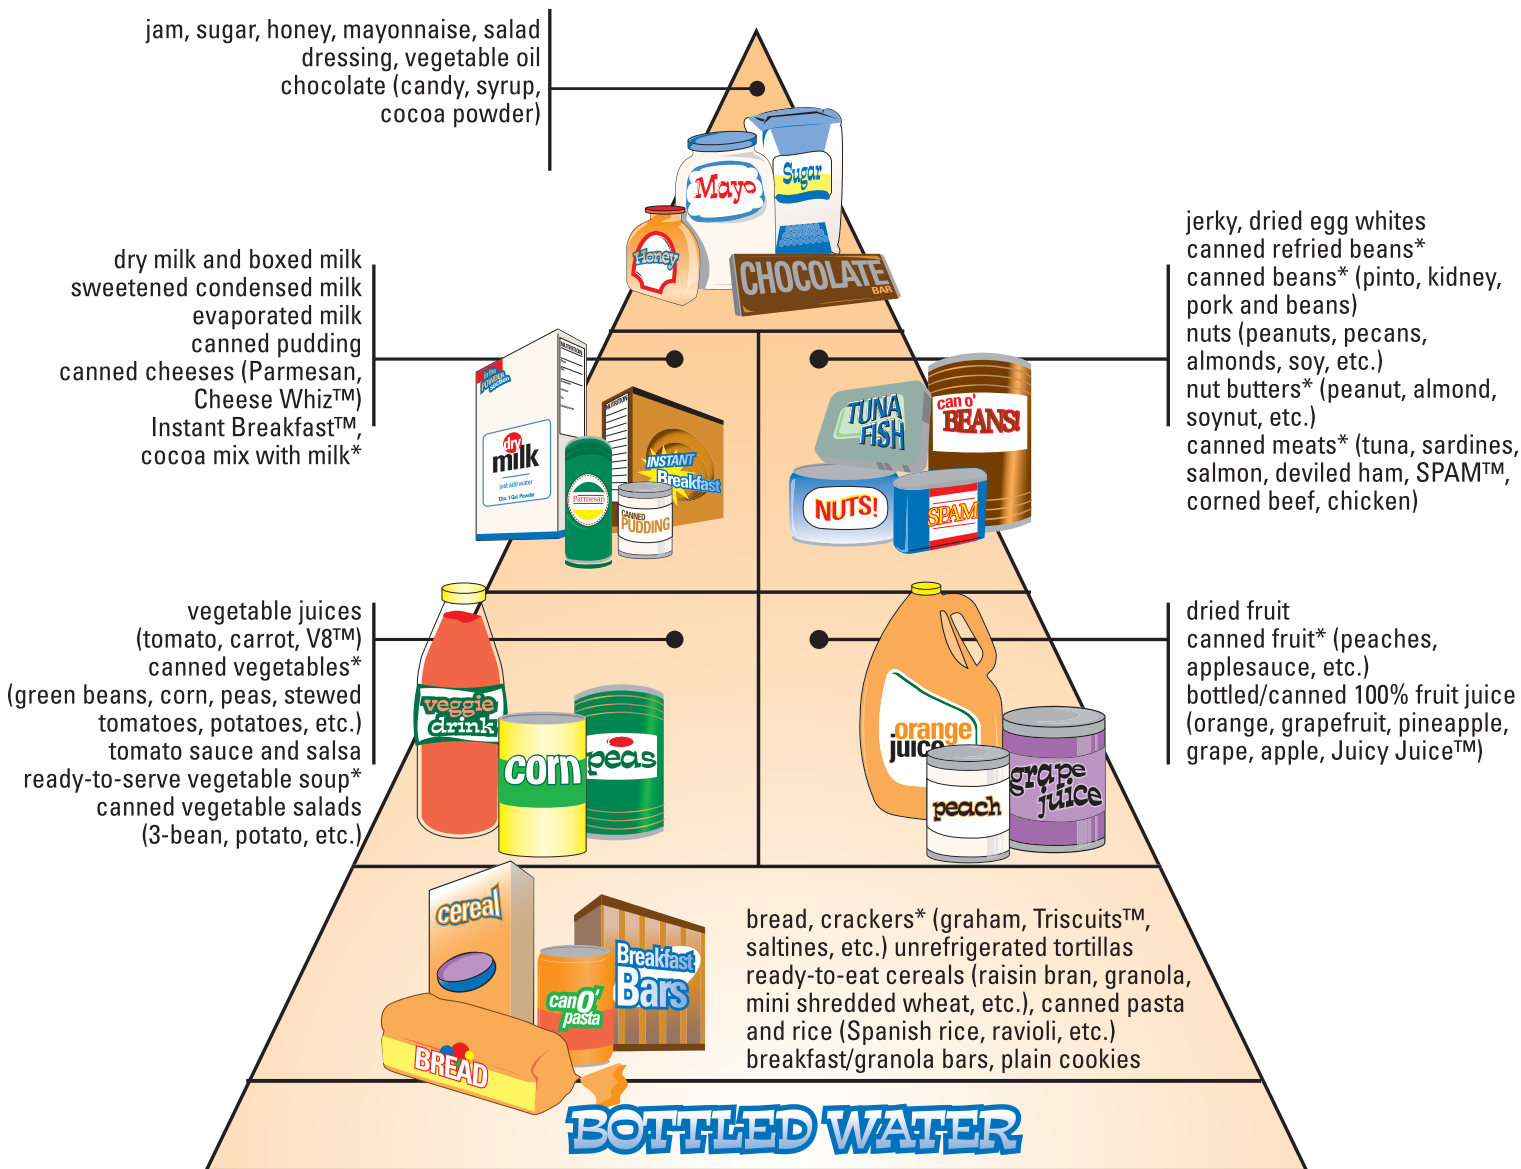 jam, sugar, honey, mayonnaise, salad
dressing, vegetable oil
chocolate (candy, syrup,
cocoa powder)
Mayo
Sugar
Honey
CHOCOLATE
BAR
dry milk and boxed milk
sweetened condensed milk
evaporated milk
canned pudding
canned cheeses (Parmesan,
Cheese Whiz™)
Instant Breakfast™,
cocoa mix with milk*
NUTRITION
in the
POWDER
section
dry
milk
just add water
NUTRITION
INSTANT
Breakfast
Parmesan
CANNED
PUDDING
jerky, dried egg whites
canned refried beans*
canned beans* (pinto, kidney,
pork and beans)
nuts (peanuts, pecans,
almonds, soy, etc.)
nut butters* (peanut, almond,
soynut, etc.)
canned meats* (tuna, sardines,
salmon, deviled ham, SPAM™,
corned beef, chicken)
TUNA
FISH
can o'
BEANS!
NUTS!
SPAM
vegetable juices
(tomato, carrot, V8™)
canned vegetables*
(green beans, corn, peas, stewed
tomatoes, potatoes, etc.)
tomato sauce and salsa
ready-to-serve vegetable soup*
canned vegetable salads
(3-bean, potato, etc.)
veggie
drink
corn
peas
dried fruit
canned fruit* (peaches,
applesauce, etc.)
bottled/canned 100% fruit juice
(orange, grapefruit, pineapple,
grape, apple, Juicy Juice™)
orange
juice
peach
grape
juice
cereal
Breakfast
Bars
can O'
pasta
BREAD
bread, crackers* (graham, Triscuits™,
saltines, etc.) unrefrigerated tortillas
ready-to-eat cereals (raisin bran, granola,
mini shredded wheat, etc.), canned pasta
and rice (Spanish rice, ravioli, etc.)
breakfast/granola bars, plain cookies
BOTTLED WATER